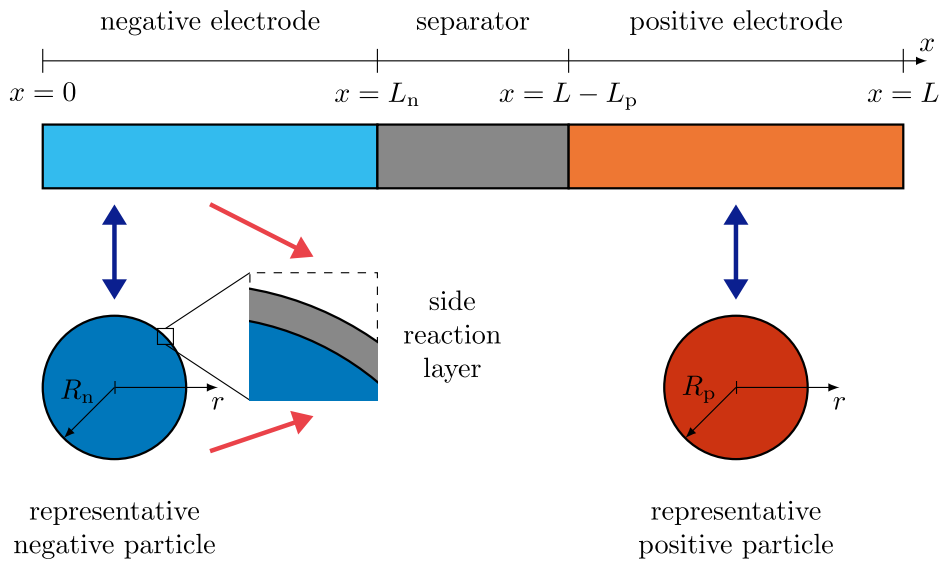 negative electrode
separator
positive electrode
x
x = 0
x = Lₙ
x = L − Lₚ
x = L
side
reaction
layer
Rₙ
r
Rₚ
r
representative
negative particle
representative
positive particle